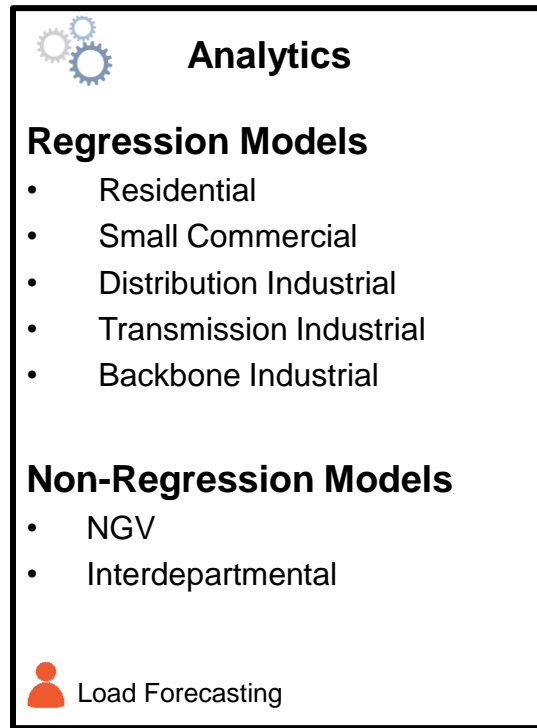 Analytics
Regression Models
• Residential
• Small Commercial
• Distribution Industrial
• Transmission Industrial
• Backbone Industrial
Non-Regression Models
• NGV
• Interdepartmental
Load Forecasting